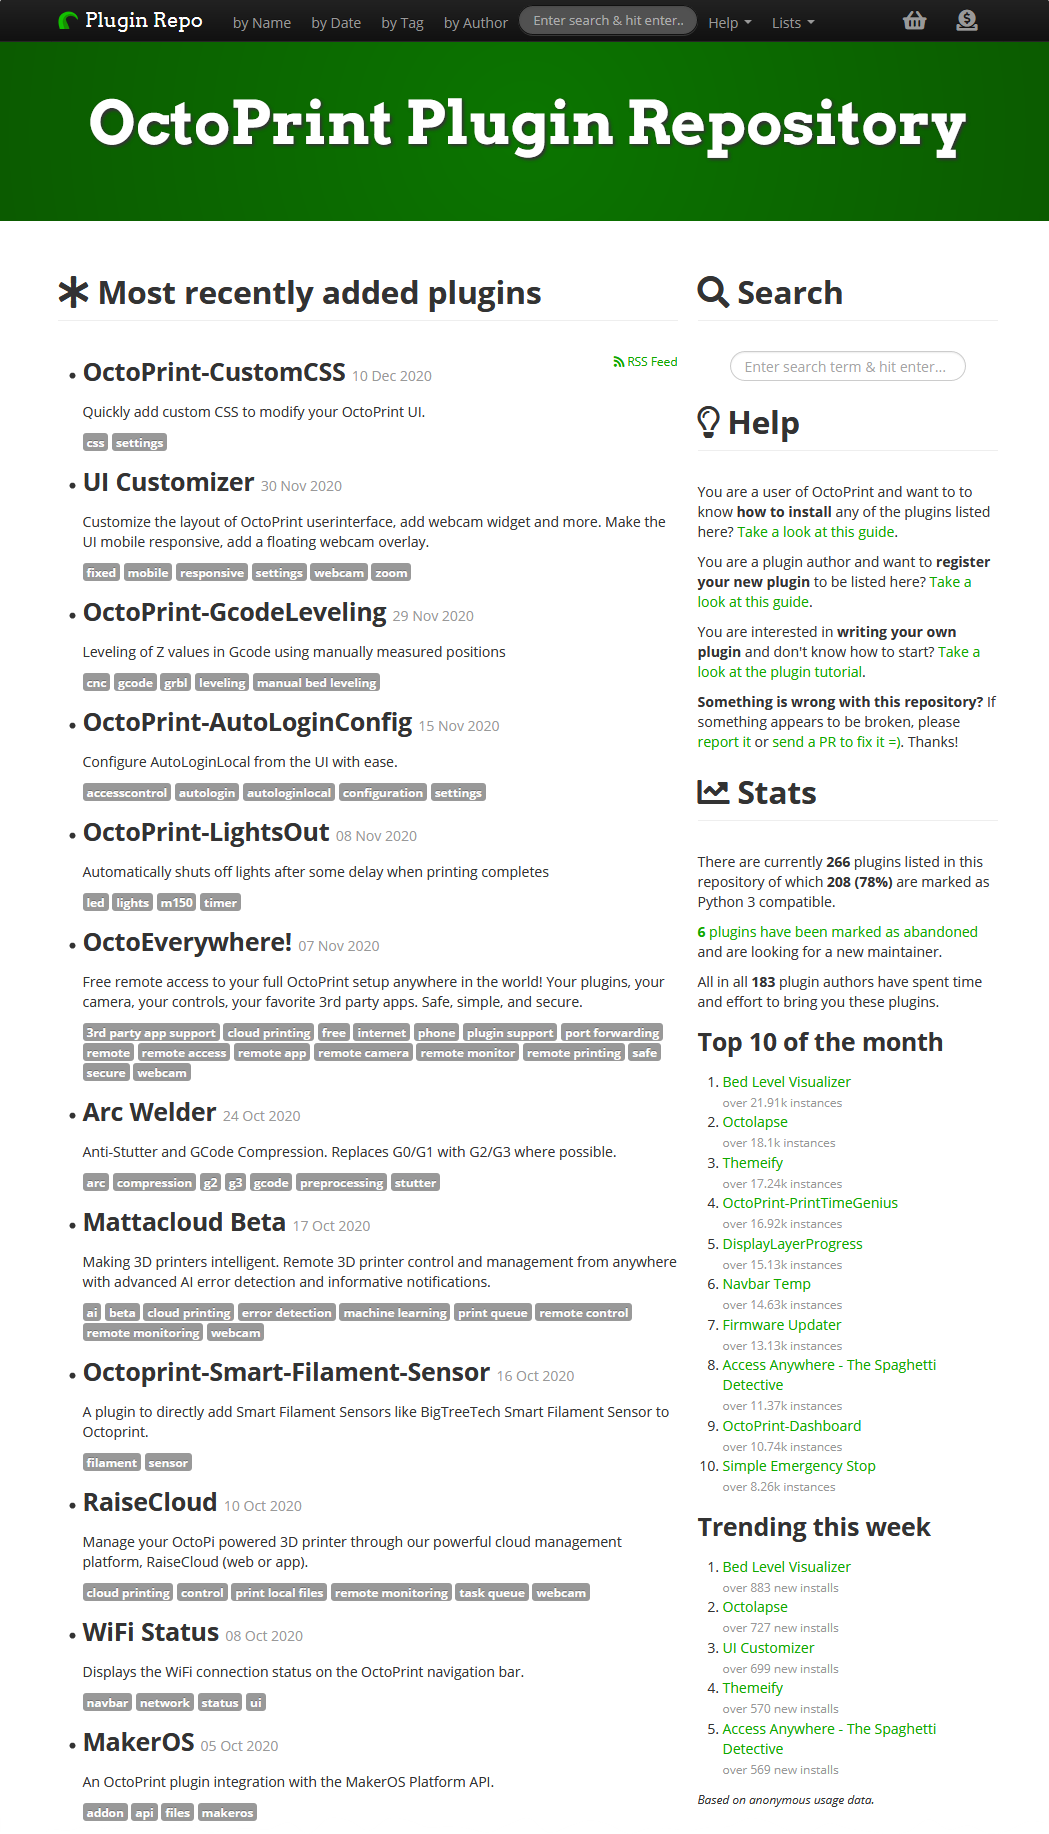 Plugin Repo by Name by Date by Tag by Author Enter search & hit enter.. Help Lists
OctoPrint Plugin Repository
Most recently added plugins
RSS Feed
OctoPrint-CustomCSS 10 Dec 2020
Quickly add custom CSS to modify your OctoPrint UI.
css settings
UI Customizer 30 Nov 2020
Customize the layout of OctoPrint userinterface, add webcam widget and more. Make the
UI mobile responsive, add a floating webcam overlay.
fixed mobile responsive settings webcam zoom
OctoPrint-GcodeLeveling 29 Nov 2020
Leveling of Z values in Gcode using manually measured positions
cnc gcode grbl leveling manual bed leveling
OctoPrint-AutoLoginConfig 15 Nov 2020
Configure AutoLoginLocal from the UI with ease.
accesscontrol autologin autologinlocal configuration settings
OctoPrint-LightsOut 08 Nov 2020
Automatically shuts off lights after some delay when printing completes
led lights m150 timer
OctoEverywhere! 07 Nov 2020
Free remote access to your full OctoPrint setup anywhere in the world! Your plugins, your
camera, your controls, your favorite 3rd party apps. Safe, simple, and secure.
3rd party app support cloud printing free internet phone plugin support port forwarding
remote remote access remote app remote camera remote monitor remote printing safe
secure webcam
Arc Welder 24 Oct 2020
Anti-Stutter and GCode Compression. Replaces G0/G1 with G2/G3 where possible.
arc compression g2 g3 gcode preprocessing stutter
Mattacloud Beta 17 Oct 2020
Making 3D printers intelligent. Remote 3D printer control and management from anywhere
with advanced AI error detection and informative notifications.
ai beta cloud printing error detection machine learning print queue remote control
remote monitoring webcam
Octoprint-Smart-Filament-Sensor 16 Oct 2020
A plugin to directly add Smart Filament Sensors like BigTreeTech Smart Filament Sensor to
Octoprint.
filament sensor
RaiseCloud 10 Oct 2020
Manage your OctoPi powered 3D printer through our powerful cloud management
platform, RaiseCloud (web or app).
cloud printing control print local files remote monitoring task queue webcam
WiFi Status 08 Oct 2020
Displays the WiFi connection status on the OctoPrint navigation bar.
navbar network status ui
MakerOS 05 Oct 2020
An OctoPrint plugin integration with the MakerOS Platform API.
addon api files makeros
Search
Enter search term & hit enter...
Help
You are a user of OctoPrint and want to to
know how to install any of the plugins listed
here? Take a look at this guide.
You are a plugin author and want to register
your new plugin to be listed here? Take a
look at this guide.
You are interested in writing your own
plugin and don't know how to start? Take a
look at the plugin tutorial.
Something is wrong with this repository? If
something appears to be broken, please
report it or send a PR to fix it =). Thanks!
Stats
There are currently 266 plugins listed in this
repository of which 208 (78%) are marked as
Python 3 compatible.
6 plugins have been marked as abandoned
and are looking for a new maintainer.
All in all 183 plugin authors have spent time
and effort to bring you these plugins.
Top 10 of the month
1. Bed Level Visualizer
over 21.91k instances
2. Octolapse
over 18.1k instances
3. Themeify
over 17.24k instances
4. OctoPrint-PrintTimeGenius
over 16.92k instances
5. DisplayLayerProgress
over 15.13k instances
6. Navbar Temp
over 14.63k instances
7. Firmware Updater
over 13.13k instances
8. Access Anywhere - The Spaghetti
Detective
over 11.37k instances
9. OctoPrint-Dashboard
over 10.74k instances
10. Simple Emergency Stop
over 8.26k instances
Trending this week
1. Bed Level Visualizer
over 883 new installs
2. Octolapse
over 727 new installs
3. UI Customizer
over 699 new installs
4. Themeify
over 570 new installs
5. Access Anywhere - The Spaghetti
Detective
over 569 new installs
Based on anonymous usage data.